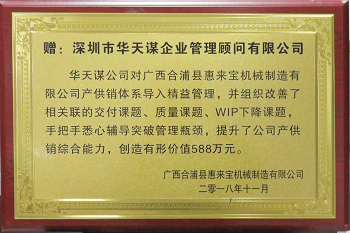 赠：深圳市华天谋企业管理顾问有限公司
华天谋公司对广西合浦县惠来宝机械制造有
限公司产供销体系导入精益管理，并组织改善了
相关联的交付课题、质量课题、WIP下降课题，
手把手悉心辅导突破管理瓶颈，提升了公司产供
销综合能力，创造有形价值588万元。
广西合浦县惠来宝机械制造有限公司
二零一八年十一月